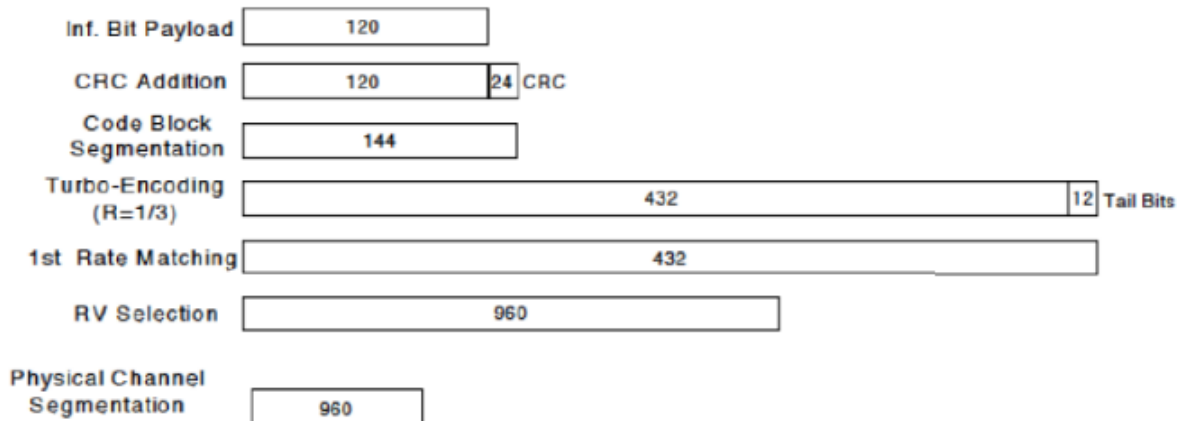 Inf. Bit Payload 120
CRC Addition 120 24 CRC
Code Block
Segmentation 144
Turbo-Encoding
(R=1/3) 432 12 Tail Bits
1st Rate Matching 432
RV Selection 960
Physical Channel
Segmentation 960